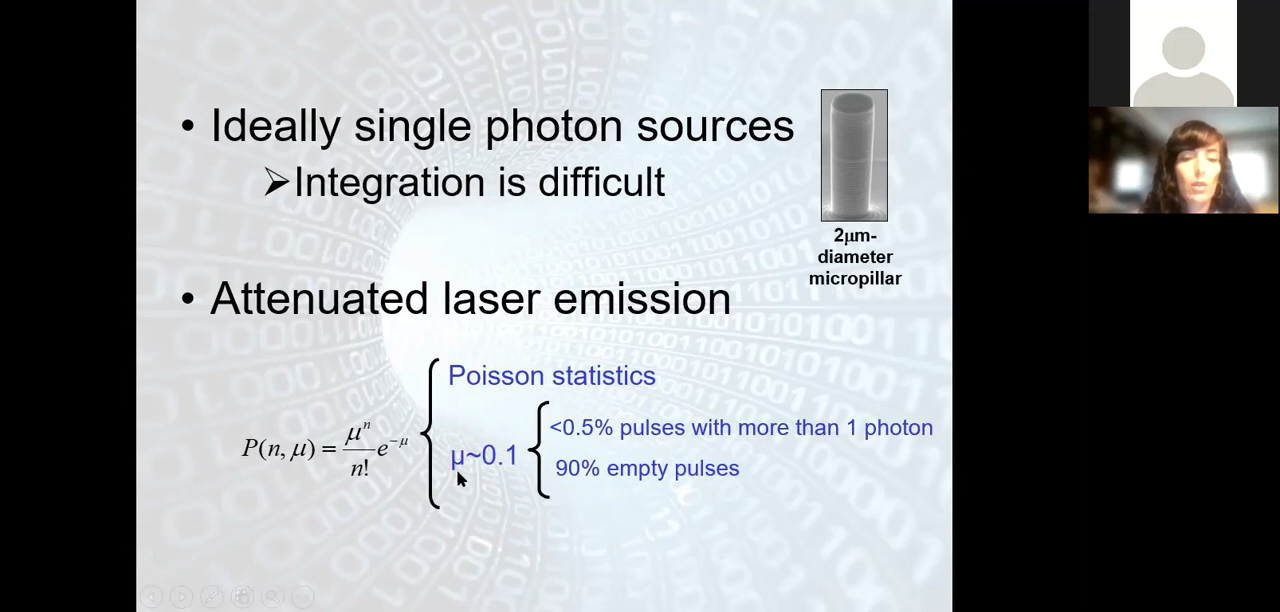 • Ideally single photon sources
➢Integration is difficult
2μm-
diameter
micropillar
• Attenuated laser emission
Poisson statistics
P(n, μ) = μⁿ/n! e^−μ
μ~0.1
<0.5% pulses with more than 1 photon
90% empty pulses